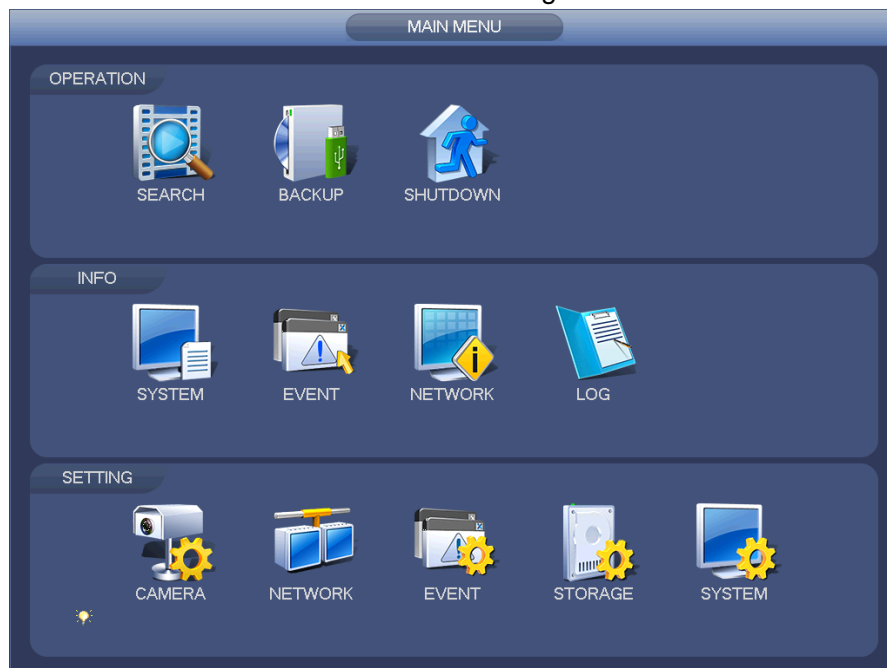 MAIN MENU
OPERATION
SEARCH BACKUP SHUTDOWN
INFO
SYSTEM EVENT NETWORK LOG
SETTING
CAMERA NETWORK EVENT STORAGE SYSTEM